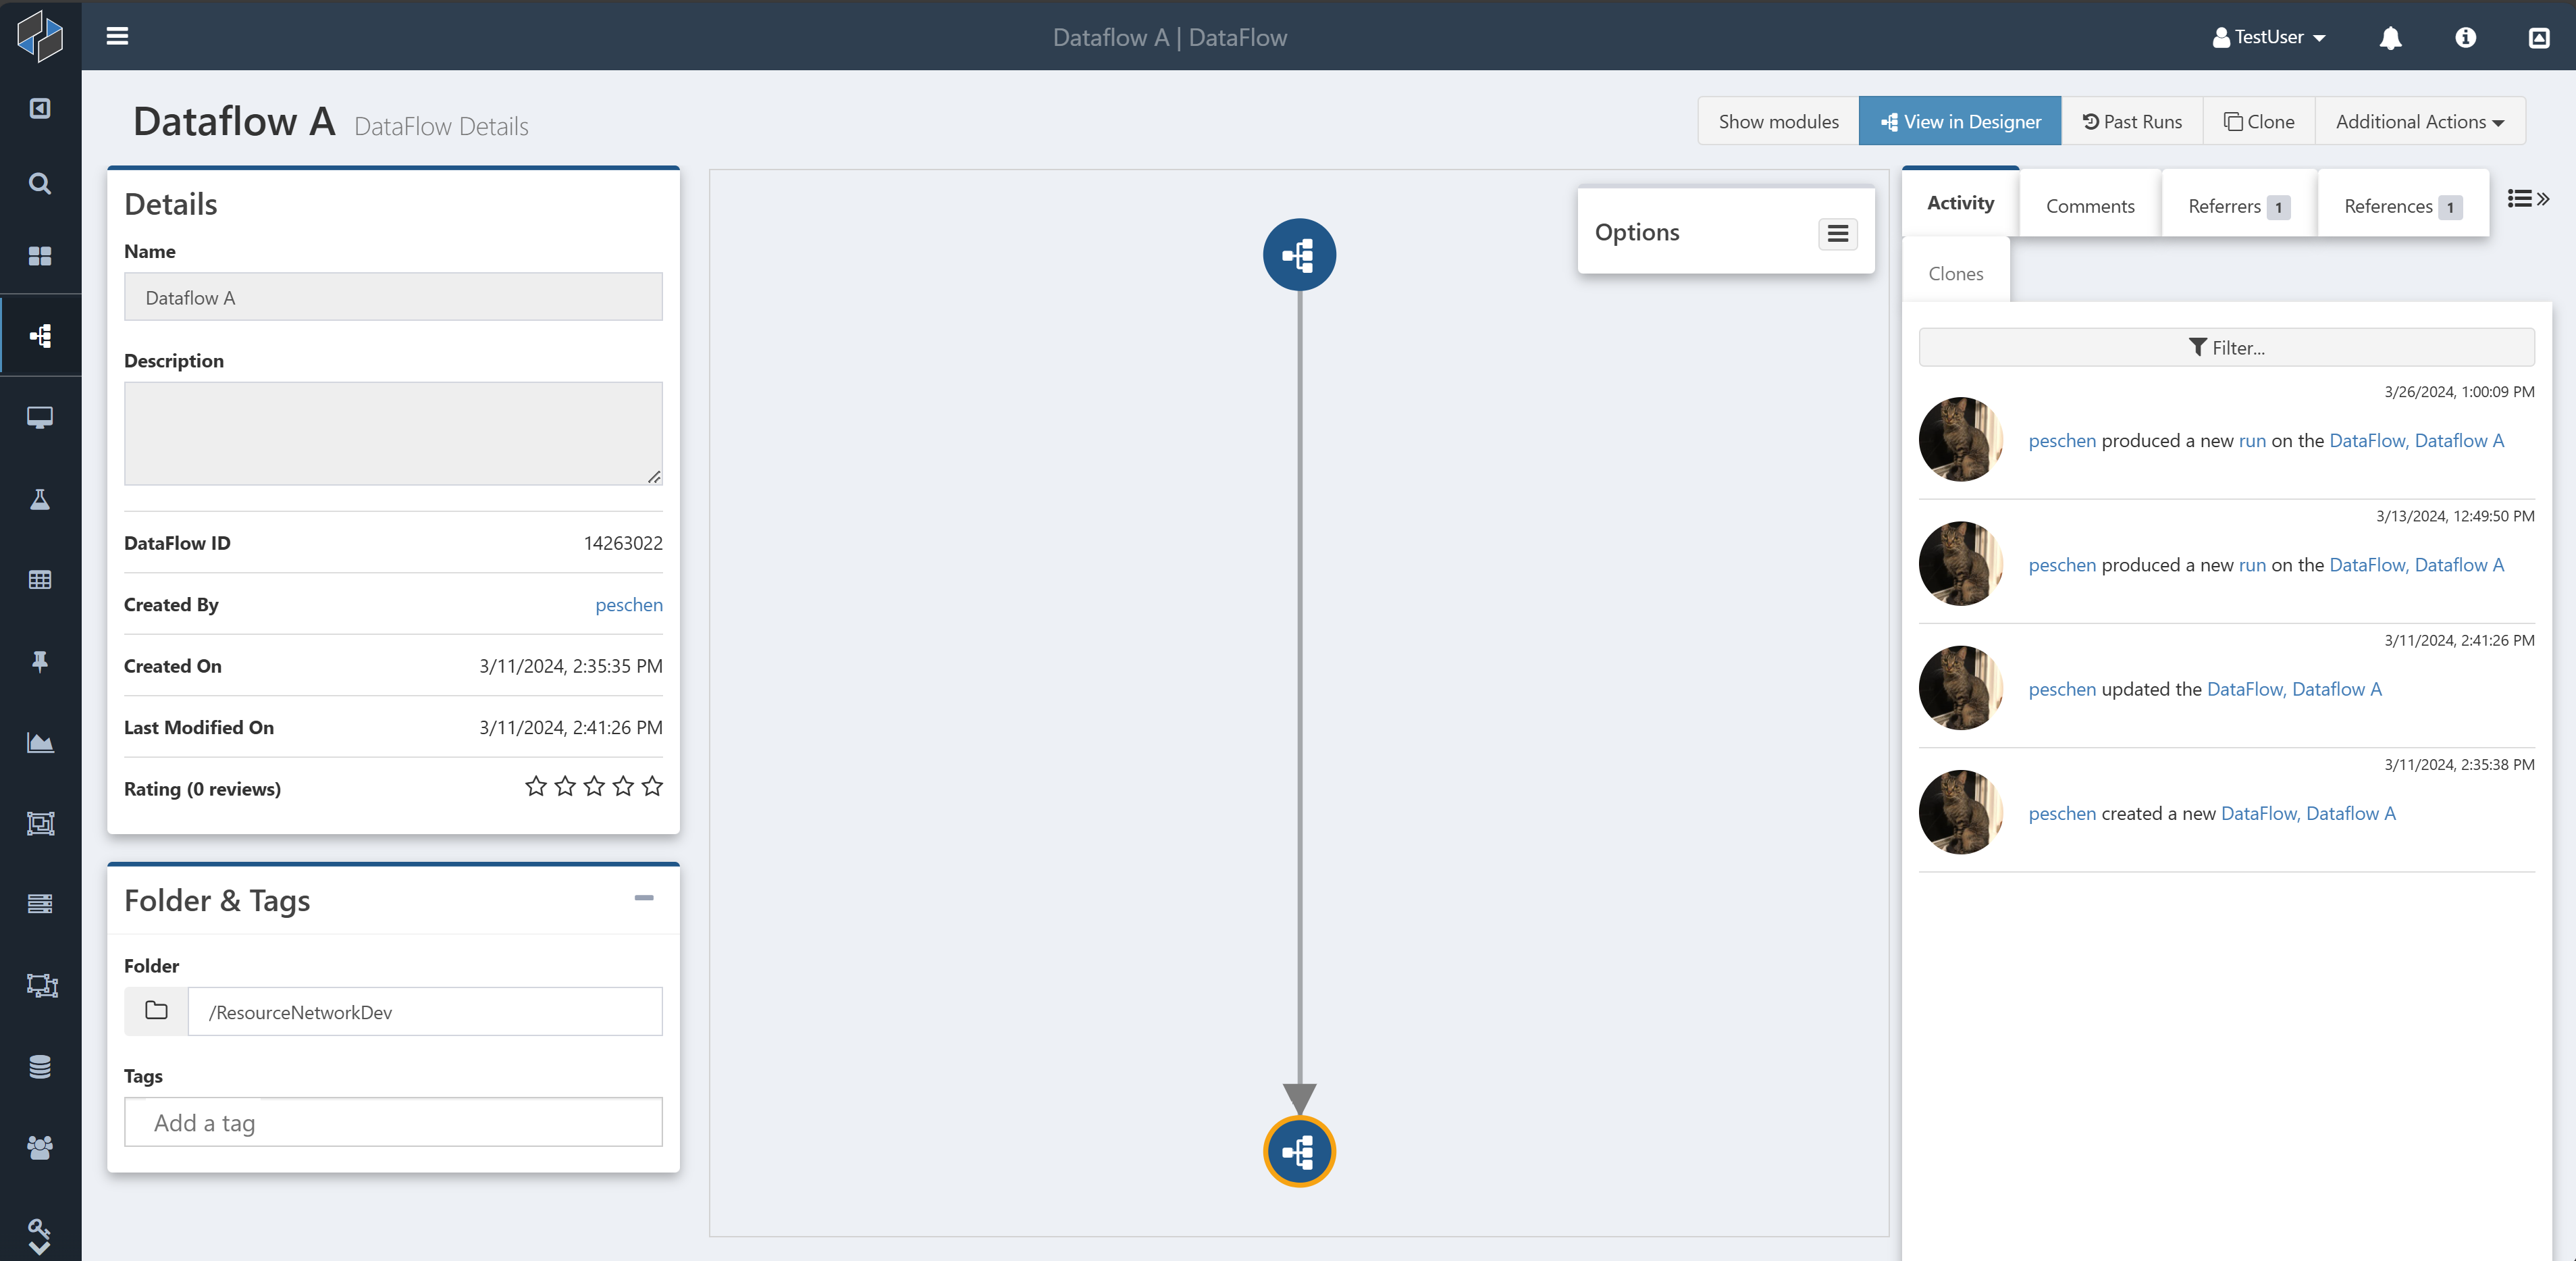 Dataflow A | DataFlow
TestUser
Dataflow A DataFlow Details
Show modules
View in Designer
Past Runs
Clone
Additional Actions
Details
Name
Dataflow A
Description
DataFlow ID 14263022
Created By peschen
Created On 3/11/2024, 2:35:35 PM
Last Modified On 3/11/2024, 2:41:26 PM
Rating (0 reviews)
Folder & Tags
Folder
/ResourceNetworkDev
Tags
Add a tag
Options
Activity
Comments
Referrers 1
References 1
Clones
Filter...
3/26/2024, 1:00:09 PM
peschen produced a new run on the DataFlow, Dataflow A
3/13/2024, 12:49:50 PM
peschen produced a new run on the DataFlow, Dataflow A
3/11/2024, 2:41:26 PM
peschen updated the DataFlow, Dataflow A
3/11/2024, 2:35:38 PM
peschen created a new DataFlow, Dataflow A